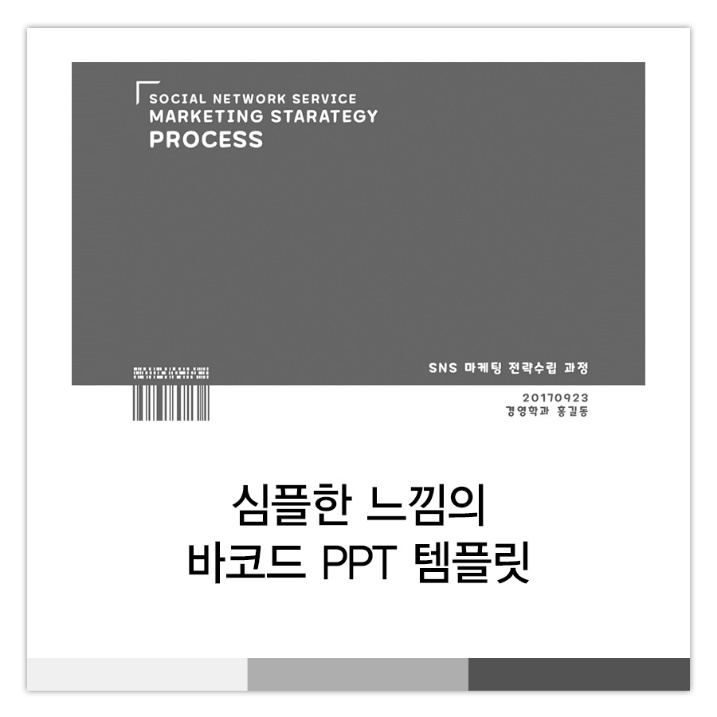 SOCIAL NETWORK SERVICE
MARKETING STARATEGY
PROCESS
SNS 마케팅 전략수립 과정
20170923
경영학과 홍길동
심플한 느낌의
바코드 PPT 템플릿